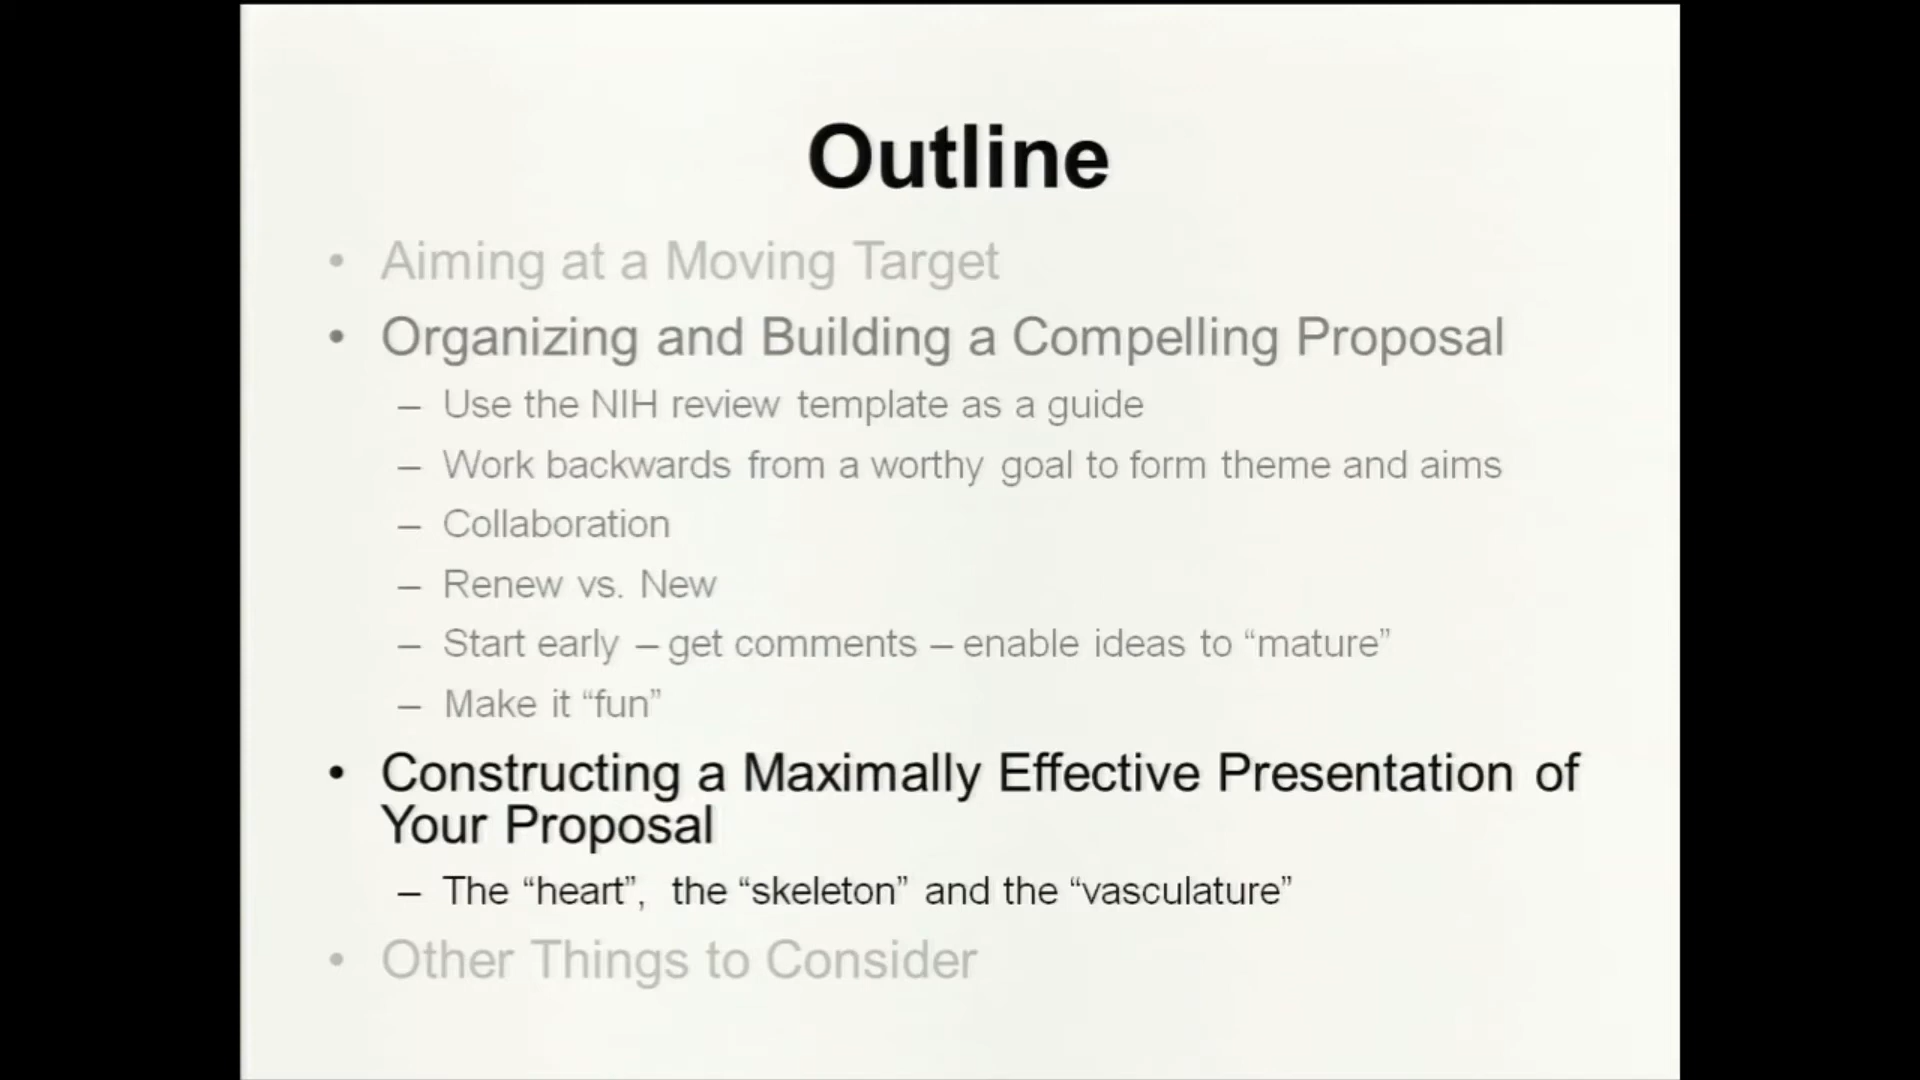 Outline
• Aiming at a Moving Target
• Organizing and Building a Compelling Proposal
– Use the NIH review template as a guide
– Work backwards from a worthy goal to form theme and aims
– Collaboration
– Renew vs. New
– Start early – get comments – enable ideas to “mature”
– Make it “fun”
• Constructing a Maximally Effective Presentation of
Your Proposal
– The “heart”, the “skeleton” and the “vasculature”
• Other Things to Consider